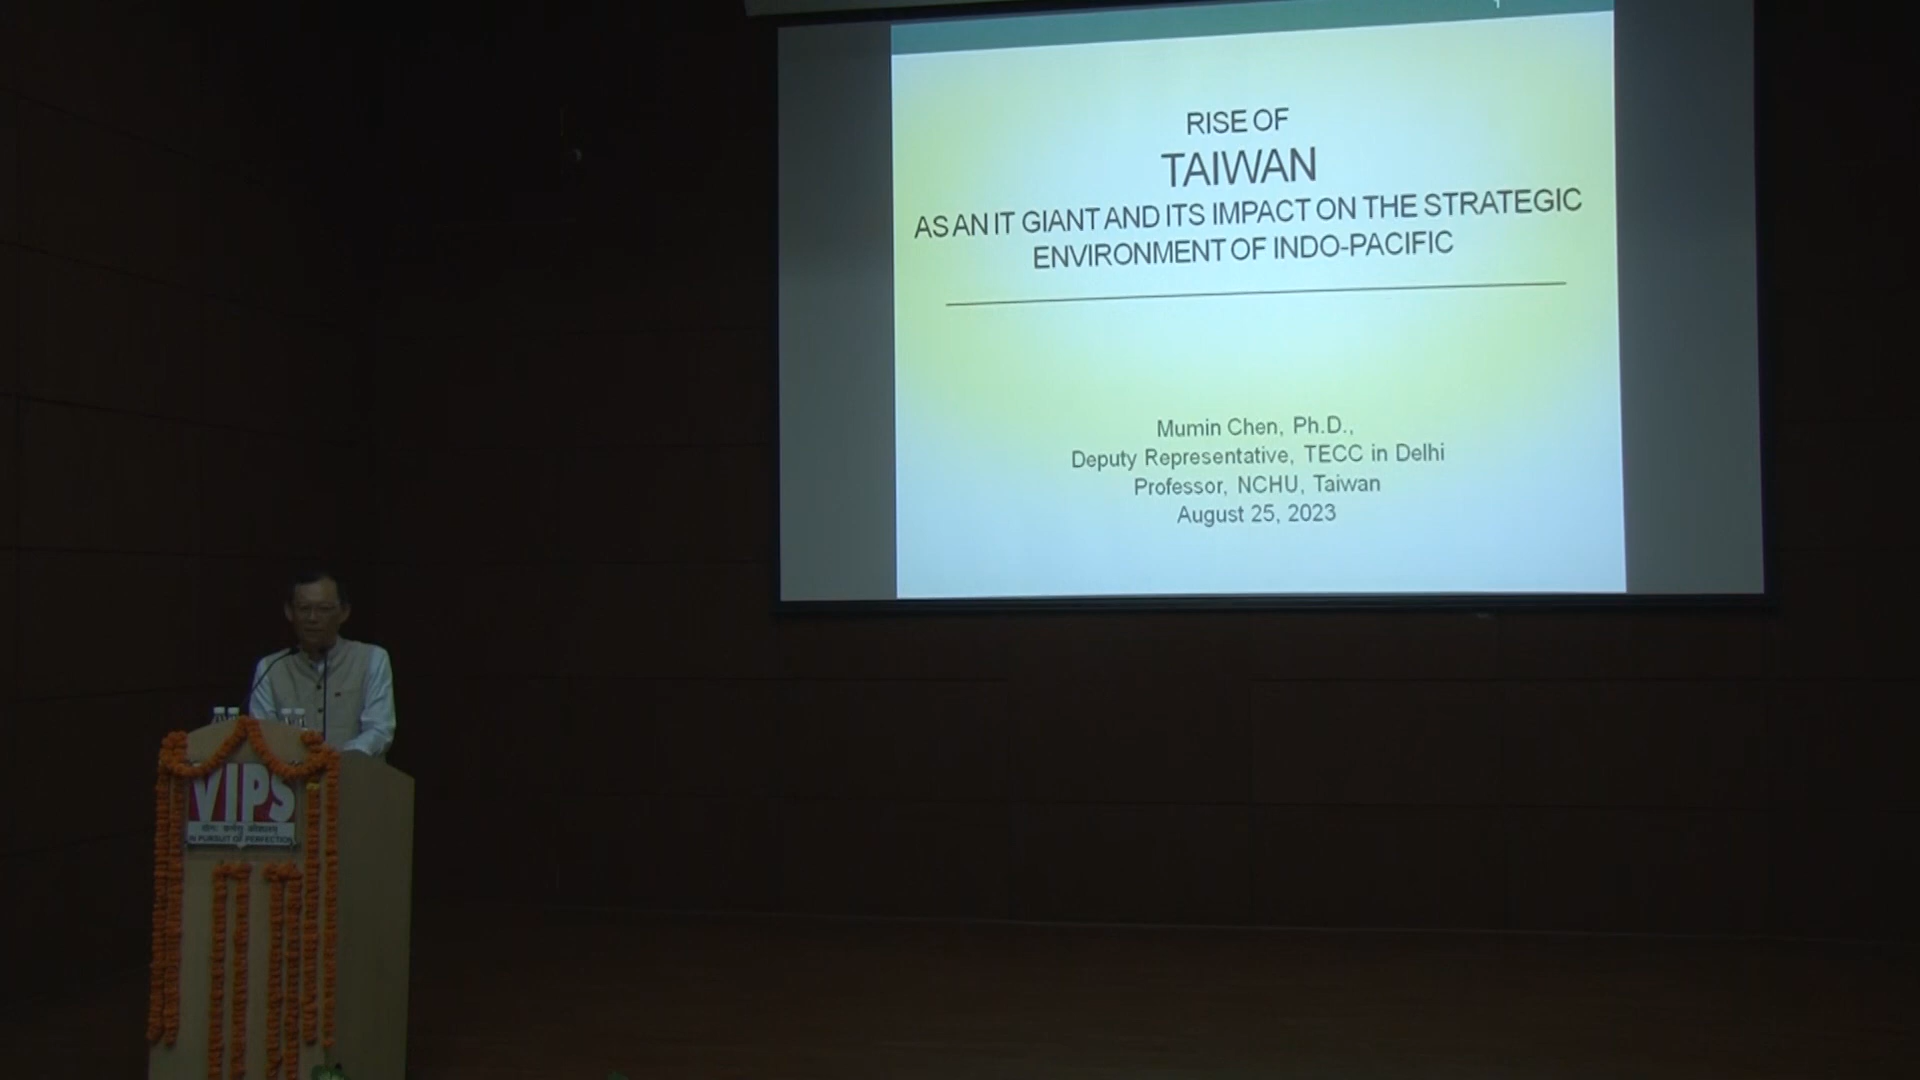 1
RISE OF
TAIWAN
AS AN IT GIANT AND ITS IMPACT ON THE STRATEGIC
ENVIRONMENT OF INDO-PACIFIC
Mumin Chen, Ph.D.,
Deputy Representative, TECC in Delhi
Professor, NCHU, Taiwan
August 25, 2023
VIPS
IN PURSUIT OF PERFECTION